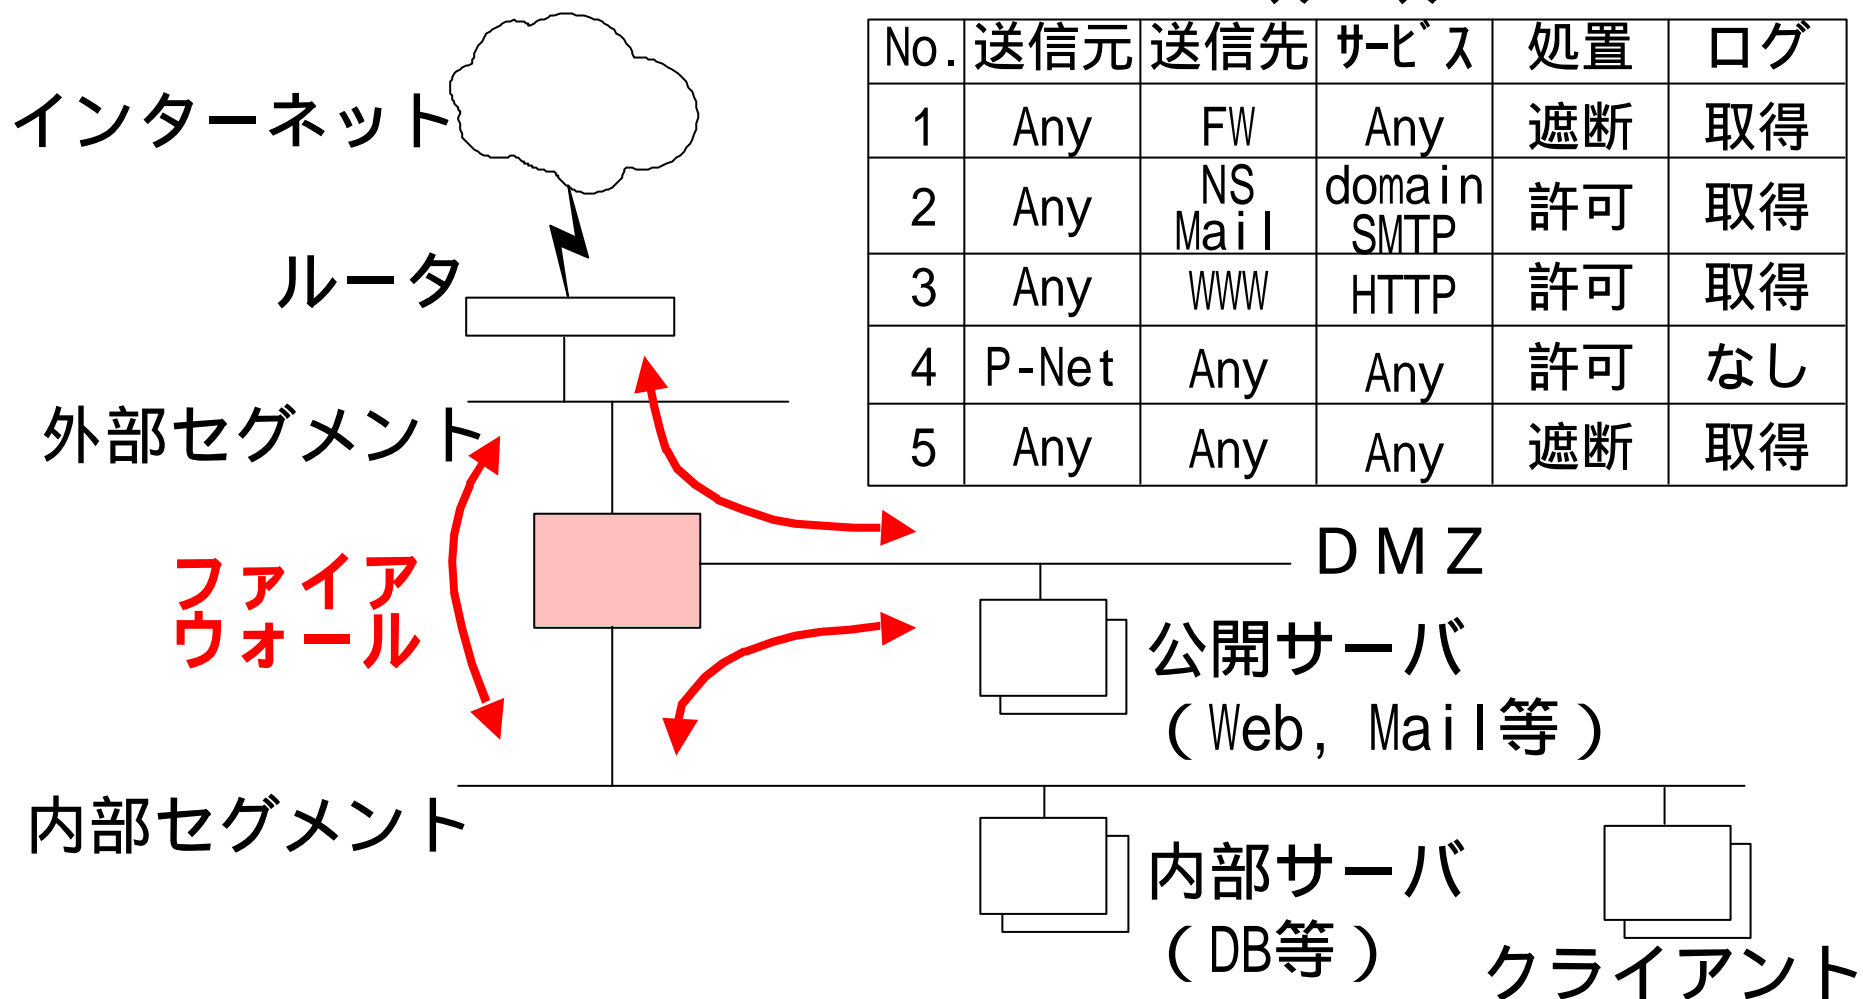 No. 送信元 送信先 ｻｰﾋﾞｽ 処置 ログ
1 Any FW Any 遮断 取得
2 Any NS Mail domain SMTP 許可 取得
3 Any WWW HTTP 許可 取得
4 P-Net Any Any 許可 なし
5 Any Any Any 遮断 取得
インターネット
ルータ
外部セグメント
ファイア
ウォール
ＤＭＺ
公開サーバ
（Web, Mail等）
内部セグメント
内部サーバ
（DB等）
クライアント